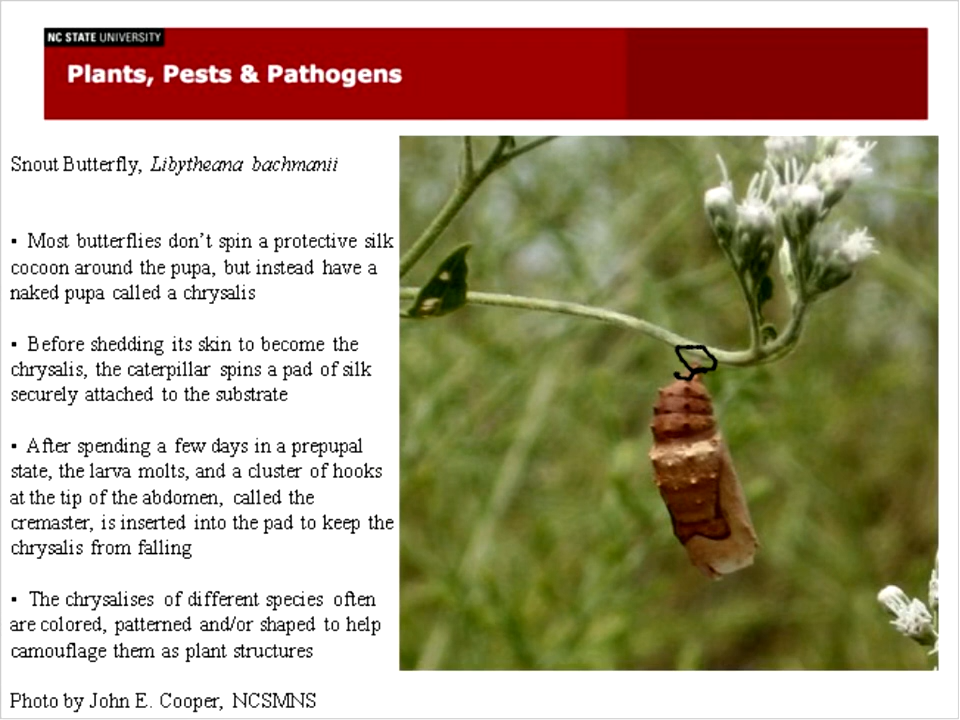 NC STATE UNIVERSITY
Plants, Pests & Pathogens
Snout Butterfly, Libytheana bachmanii
▪ Most butterflies don’t spin a protective silk
cocoon around the pupa, but instead have a
naked pupa called a chrysalis
▪ Before shedding its skin to become the
chrysalis, the caterpillar spins a pad of silk
securely attached to the substrate
▪ After spending a few days in a prepupal
state, the larva molts, and a cluster of hooks
at the tip of the abdomen, called the
cremaster, is inserted into the pad to keep the
chrysalis from falling
▪ The chrysalises of different species often
are colored, patterned and/or shaped to help
camouflage them as plant structures
Photo by John E. Cooper, NCSMNS